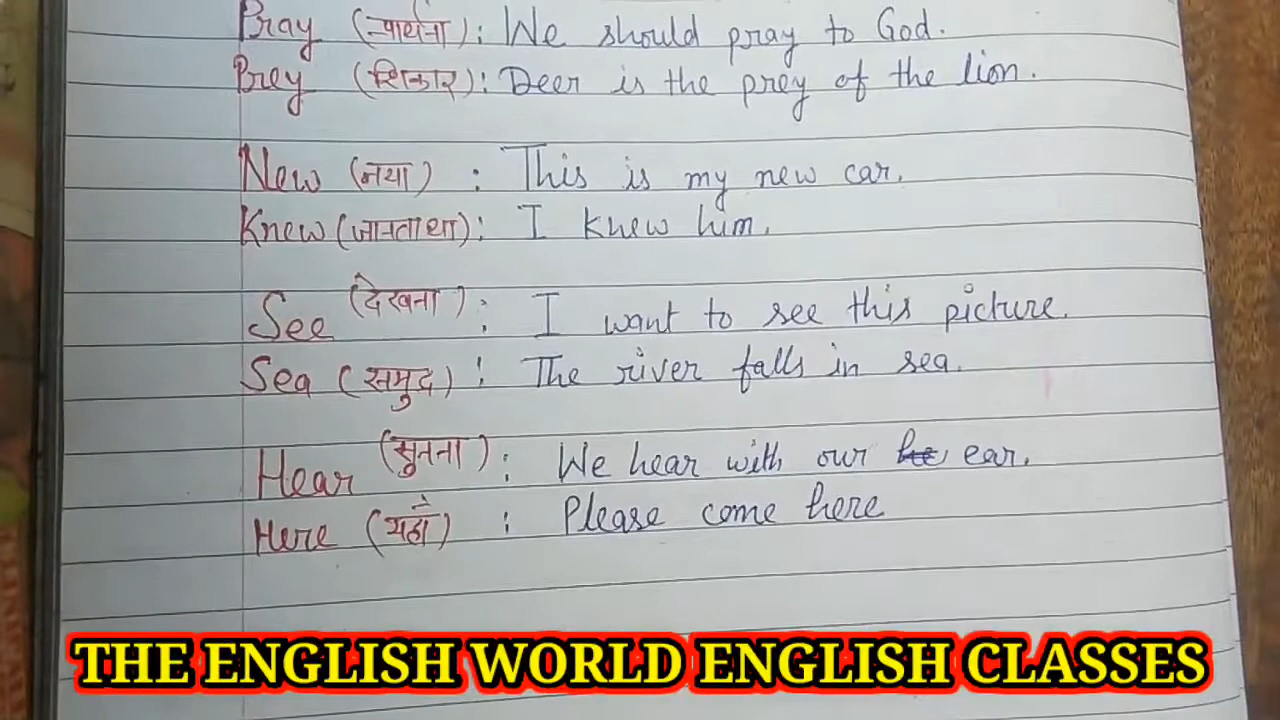 Pray (प्रार्थना): We should pray to God.
Prey (शिकार): Deer is the prey of the lion.
New (नया) : This is my new car.
Knew (जानता था): I knew him.
See (देखना): I want to see this picture.
Sea (समुद्र): The river falls in sea.
Hear (सुनना): We hear with our ear.
Here (यहाँ) : Please come here
THE ENGLISH WORLD ENGLISH CLASSES